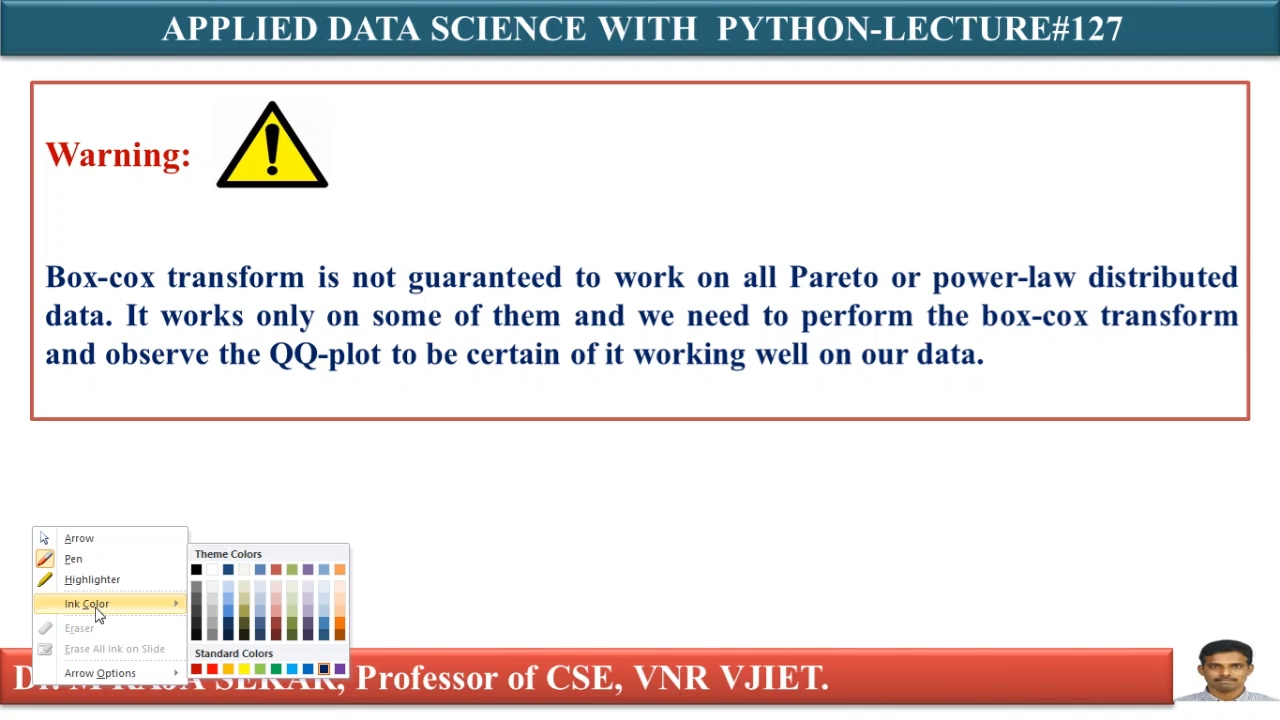 APPLIED DATA SCIENCE WITH PYTHON-LECTURE#127
Warning:
Box-cox transform is not guaranteed to work on all Pareto or power-law distributed
data. It works only on some of them and we need to perform the box-cox transform
and observe the QQ-plot to be certain of it working well on our data.
Arrow
Pen
Highlighter
Ink Color
Eraser
Erase All Ink on Slide
Arrow Options
Theme Colors
Standard Colors
SEKAR, Professor of CSE, VNR VJIET.